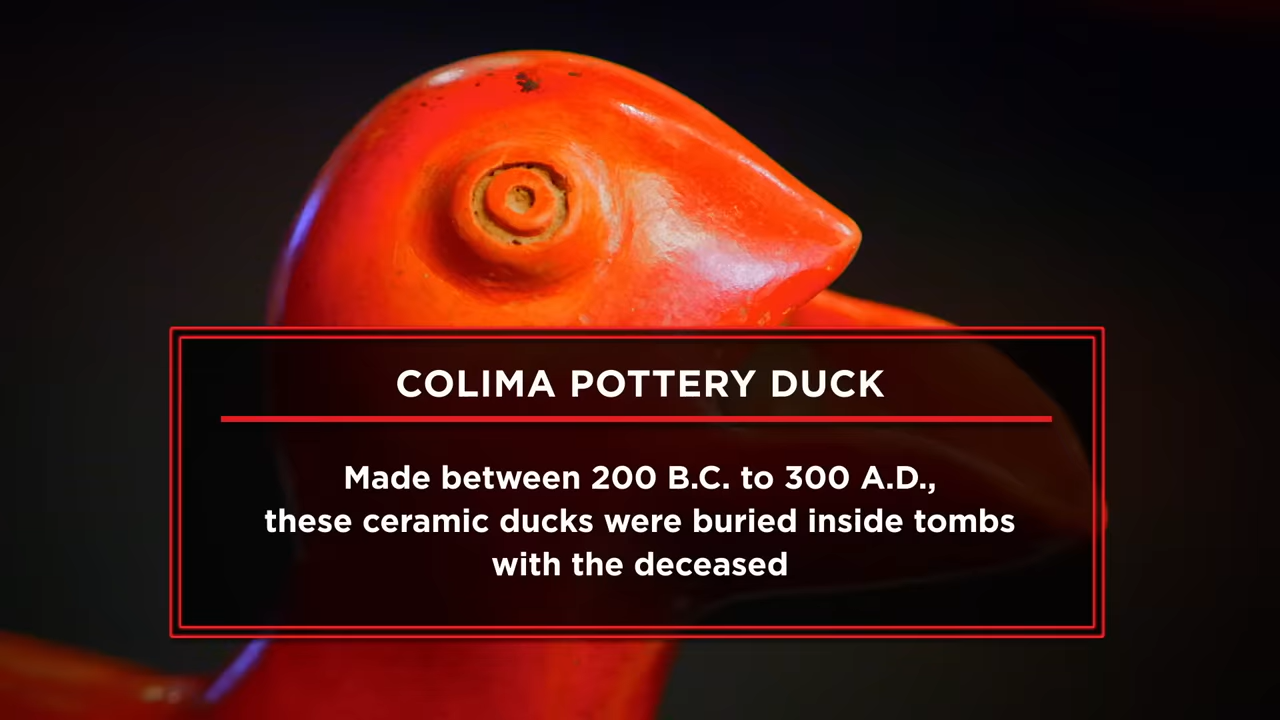 COLIMA POTTERY DUCK
Made between 200 B.C. to 300 A.D.,
these ceramic ducks were buried inside tombs
with the deceased